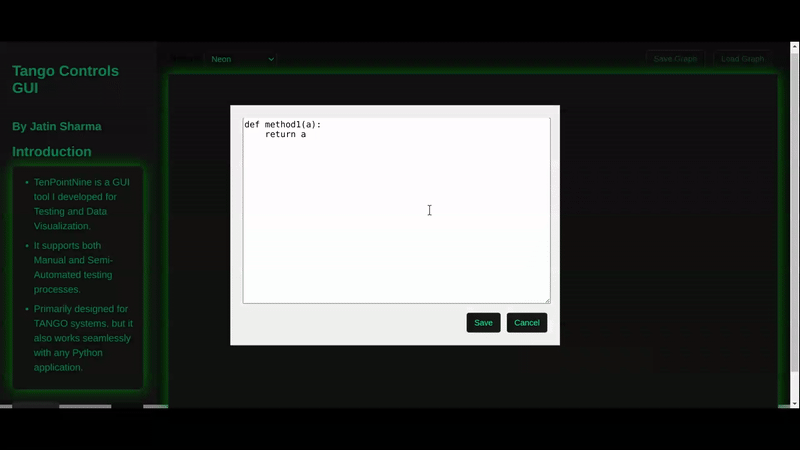 Tango Controls
GUI
By Jatin Sharma
Introduction
• TenPointNine is a GUI
tool I developed for
Testing and Data
Visualization.
• It supports both
Manual and Semi-
Automated testing
processes.
• Primarily designed for
TANGO systems, but it
also works seamlessly
with any Python
application.
Neon
Save Graph
Load Graph
def method1(a):
    return a
Save
Cancel